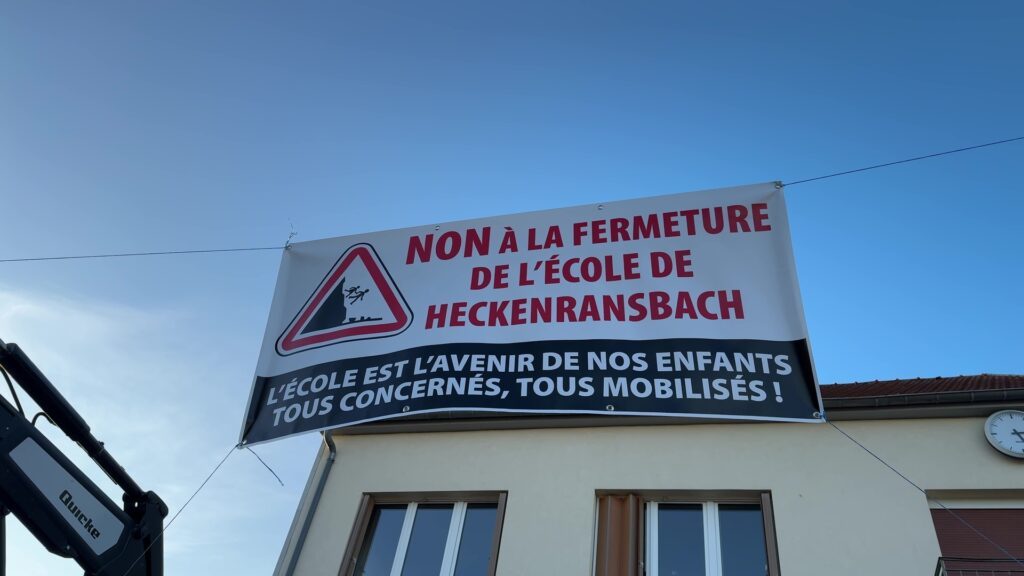 NON À LA FERMETURE
DE L'ÉCOLE DE
HECKENRANSBACH
L'ÉCOLE EST L'AVENIR DE NOS ENFANTS
TOUS CONCERNÉS, TOUS MOBILISÉS !
Quicke